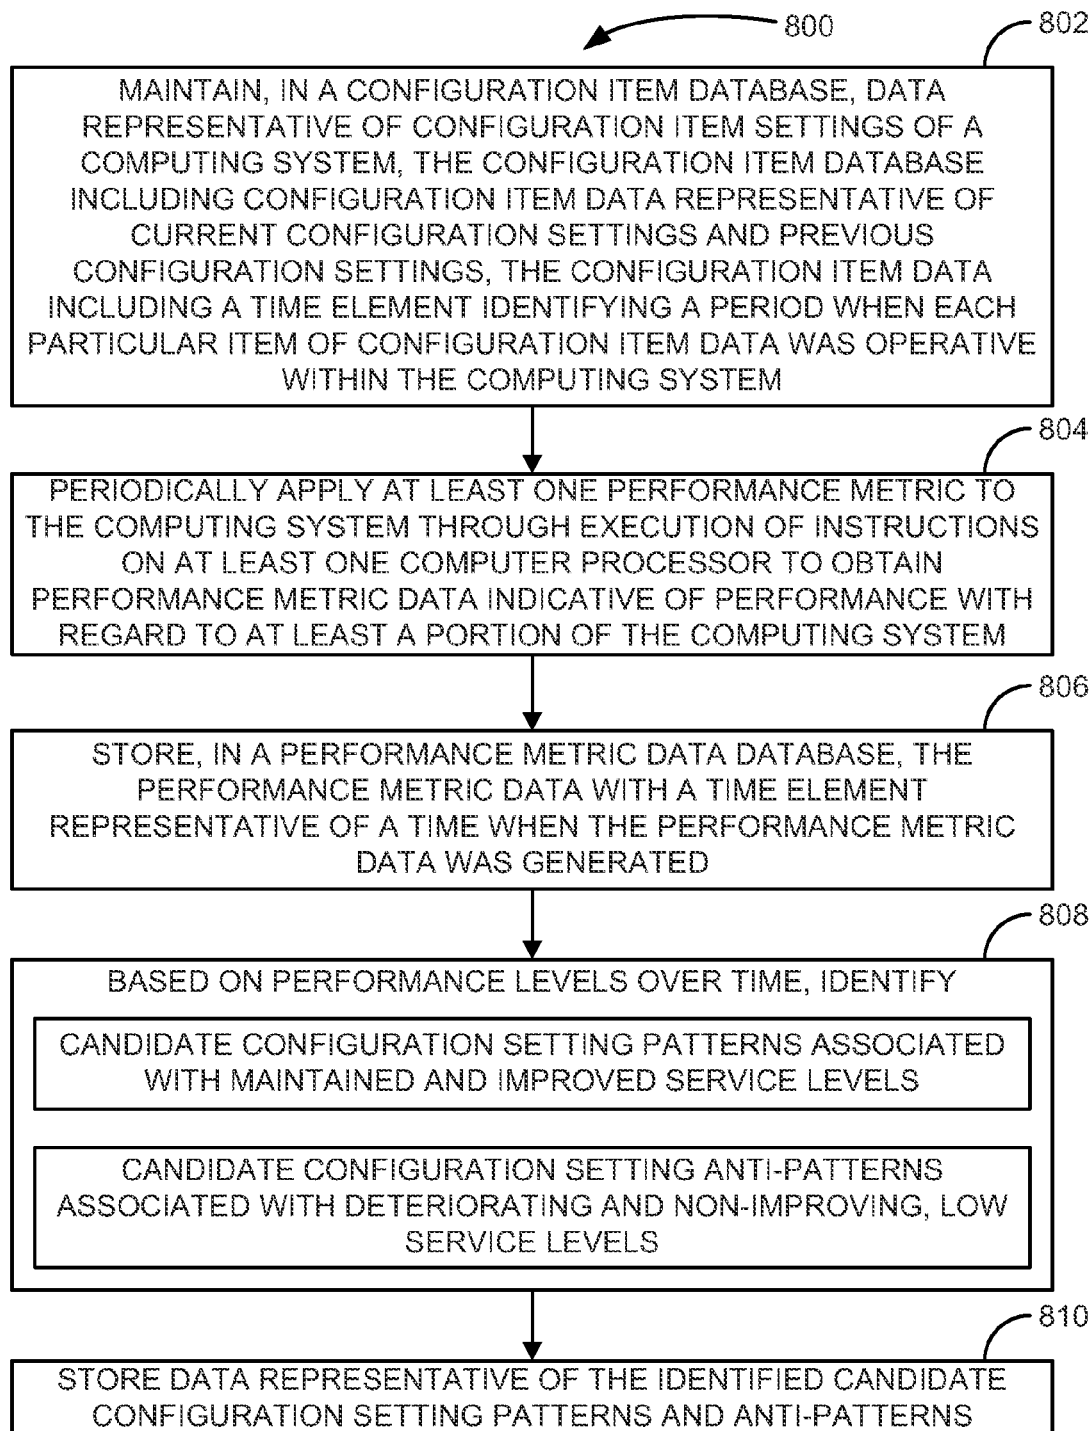 800
802
MAINTAIN, IN A CONFIGURATION ITEM DATABASE, DATA
REPRESENTATIVE OF CONFIGURATION ITEM SETTINGS OF A
COMPUTING SYSTEM, THE CONFIGURATION ITEM DATABASE
INCLUDING CONFIGURATION ITEM DATA REPRESENTATIVE OF
CURRENT CONFIGURATION SETTINGS AND PREVIOUS
CONFIGURATION SETTINGS, THE CONFIGURATION ITEM DATA
INCLUDING A TIME ELEMENT IDENTIFYING A PERIOD WHEN EACH
PARTICULAR ITEM OF CONFIGURATION ITEM DATA WAS OPERATIVE
WITHIN THE COMPUTING SYSTEM
804
PERIODICALLY APPLY AT LEAST ONE PERFORMANCE METRIC TO
THE COMPUTING SYSTEM THROUGH EXECUTION OF INSTRUCTIONS
ON AT LEAST ONE COMPUTER PROCESSOR TO OBTAIN
PERFORMANCE METRIC DATA INDICATIVE OF PERFORMANCE WITH
REGARD TO AT LEAST A PORTION OF THE COMPUTING SYSTEM
806
STORE, IN A PERFORMANCE METRIC DATA DATABASE, THE
PERFORMANCE METRIC DATA WITH A TIME ELEMENT
REPRESENTATIVE OF A TIME WHEN THE PERFORMANCE METRIC
DATA WAS GENERATED
808
BASED ON PERFORMANCE LEVELS OVER TIME, IDENTIFY
CANDIDATE CONFIGURATION SETTING PATTERNS ASSOCIATED
WITH MAINTAINED AND IMPROVED SERVICE LEVELS
CANDIDATE CONFIGURATION SETTING ANTI-PATTERNS
ASSOCIATED WITH DETERIORATING AND NON-IMPROVING, LOW
SERVICE LEVELS
810
STORE DATA REPRESENTATIVE OF THE IDENTIFIED CANDIDATE
CONFIGURATION SETTING PATTERNS AND ANTI-PATTERNS